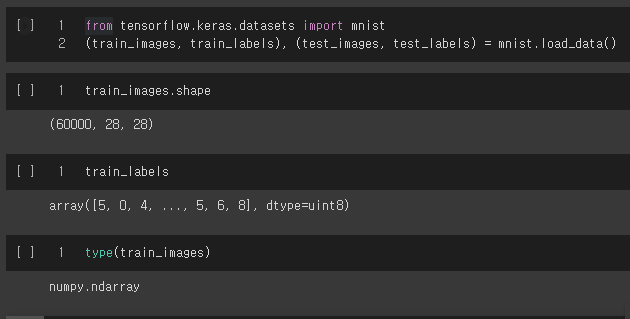 [ ] 1 from tensorflow.keras.datasets import mnist
2 (train_images, train_labels), (test_images, test_labels) = mnist.load_data()
[ ] 1 train_images.shape
(60000, 28, 28)
[ ] 1 train_labels
array([5, 0, 4, ..., 5, 6, 8], dtype=uint8)
[ ] 1 type(train_images)
numpy.ndarray